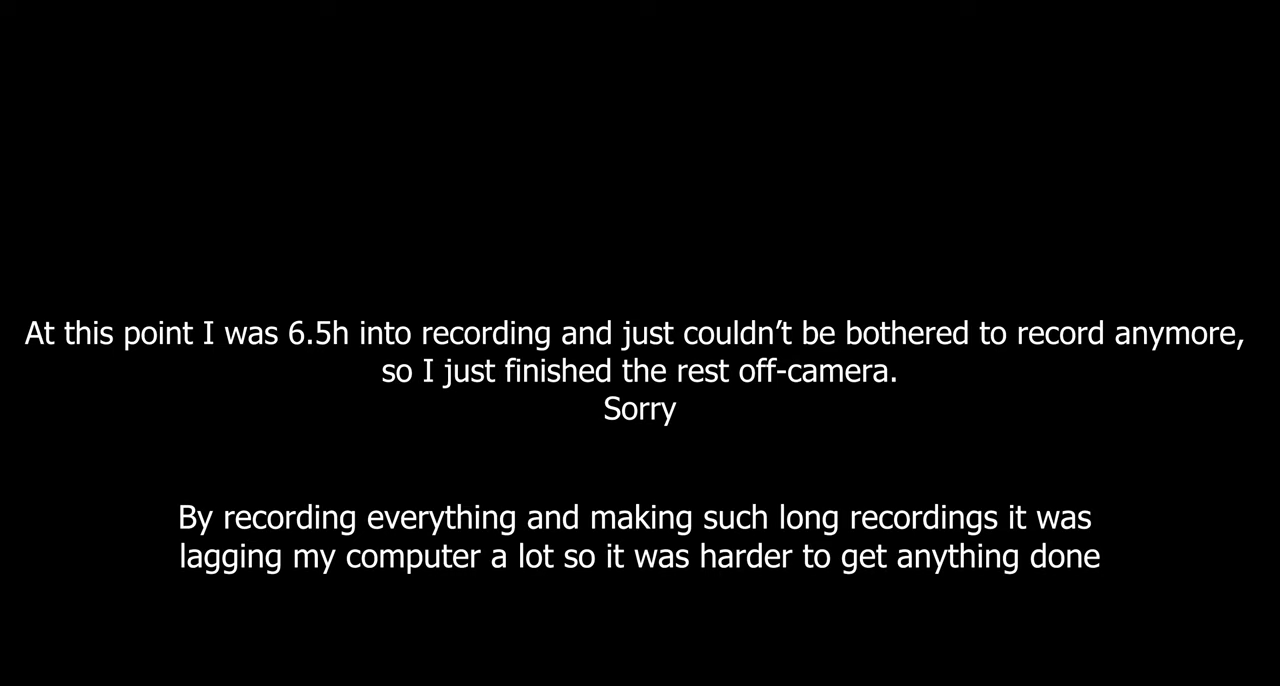 At this point I was 6.5h into recording and just couldn’t be bothered to record anymore,
so I just finished the rest off-camera.
Sorry
By recording everything and making such long recordings it was
lagging my computer a lot so it was harder to get anything done